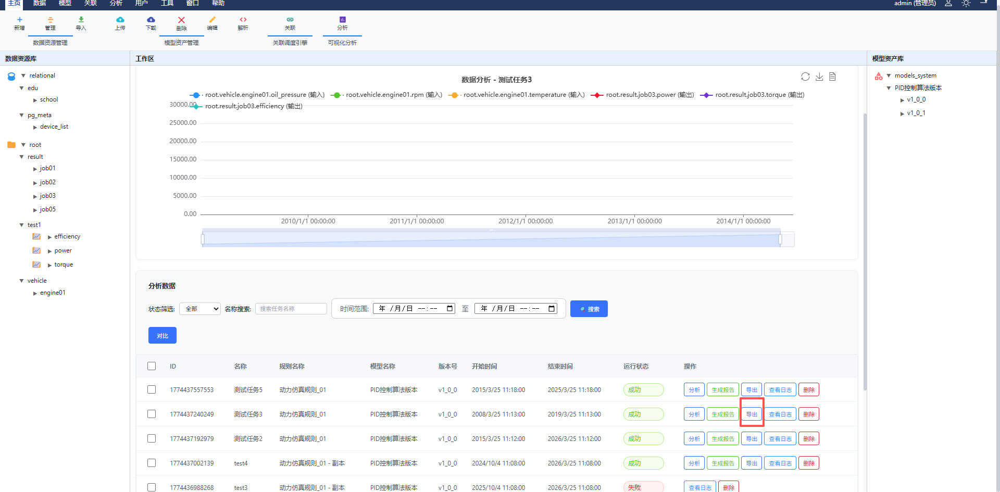 主页 数据 模型 关联 分析 用户 工具 窗口 帮助 admin (管理员)
新增 管理 导入 上传 下载 删除 编辑 解析 关联 分析
数据资源管理 模型资产管理 关联调度引擎 可视化分析
数据资源库
relational
edu
school
pg_meta
device_list
root
result
job01
job02
job03
job05
test1
efficiency
power
torque
vehicle
engine01
工作区
数据分析 - 测试任务3
root.vehicle.engine01.oil_pressure (输入) root.vehicle.engine01.rpm (输入) root.vehicle.engine01.temperature (输入) root.result.job03.power (输出) root.result.job03.torque (输出)
root.result.job03.efficiency (输出)
30000.00
25000.00
20000.00
15000.00
10000.00
5000.00
0.00
2010/1/1 00:00:00 2011/1/1 00:00:00 2012/1/1 00:00:00 2013/1/1 00:00:00 2014/1/1 00:00:00
分析数据
状态筛选: 全部 名称搜索: 搜索任务名称 时间范围: 年 /月/日 --:-- 至 年 /月/日 --:-- 搜索
对比
ID 名称 规则名称 模型名称 版本号 开始时间 结束时间 运行状态 操作
1774437557553 测试任务5 动力仿真规则_01 PID控制算法版本 v1_0_0 2015/3/25 11:18:00 2025/3/25 11:18:00 成功 分析 生成报告 导出 查看日志 删除
1774437240249 测试任务3 动力仿真规则_01 PID控制算法版本 v1_0_0 2008/3/25 11:13:00 2019/3/25 11:13:00 成功 分析 生成报告 导出 查看日志 删除
1774437192979 测试任务2 动力仿真规则_01 PID控制算法版本 v1_0_0 2015/3/25 11:12:00 2026/3/25 11:12:00 成功 分析 生成报告 导出 查看日志 删除
1774437002139 test4 动力仿真规则_01 - 副本 PID控制算法版本 v1_0_0 2024/10/4 11:08:00 2026/3/25 11:08:00 成功 分析 生成报告 导出 查看日志 删除
1774436988268 test3 动力仿真规则_01 - 副本 PID控制算法版本 v1_0_0 2025/10/4 11:08:00 2026/3/25 11:08:00 失败 查看日志 删除
模型资产库
models_system
PID控制算法版本
v1_0_0
v1_0_1